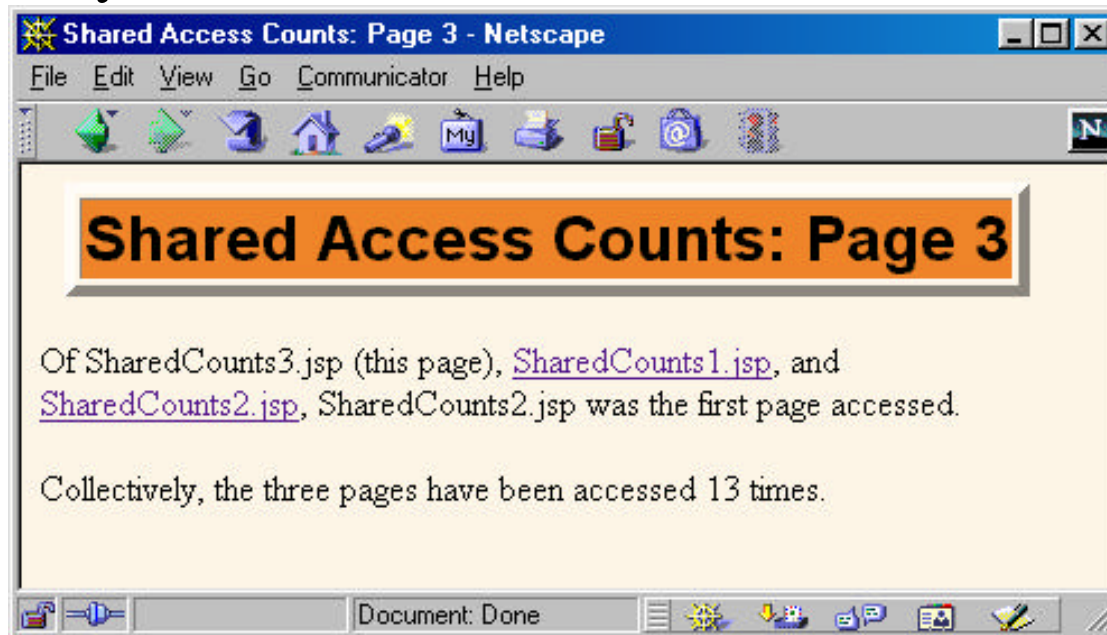 Shared Access Counts: Page 3 - Netscape
File Edit View Go Communicator Help
My
N
Shared Access Counts: Page 3
Of SharedCounts3.jsp (this page), SharedCounts1.jsp, and
SharedCounts2.jsp, SharedCounts2.jsp was the first page accessed.
Collectively, the three pages have been accessed 13 times.
Document: Done